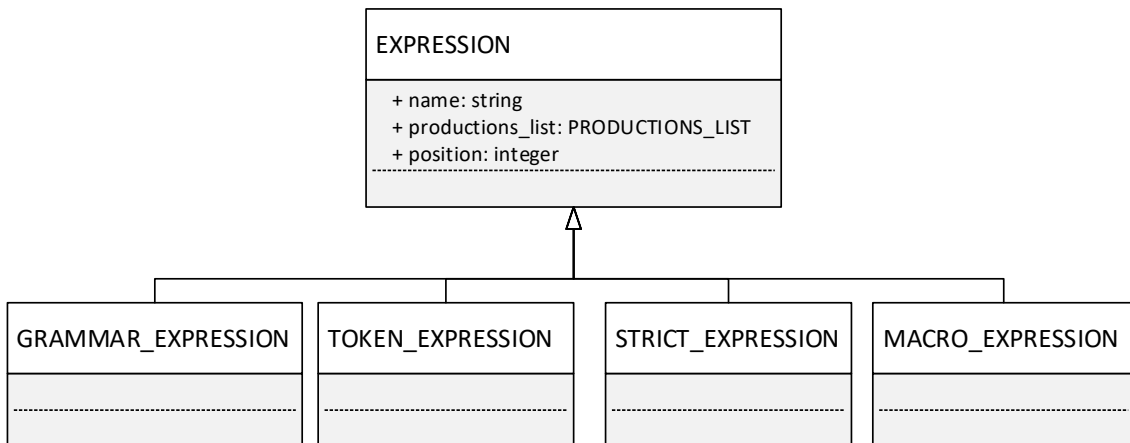 EXPRESSION
+ name: string
+ productions_list: PRODUCTIONS_LIST
+ position: integer
GRAMMAR_EXPRESSION
TOKEN_EXPRESSION
STRICT_EXPRESSION
MACRO_EXPRESSION